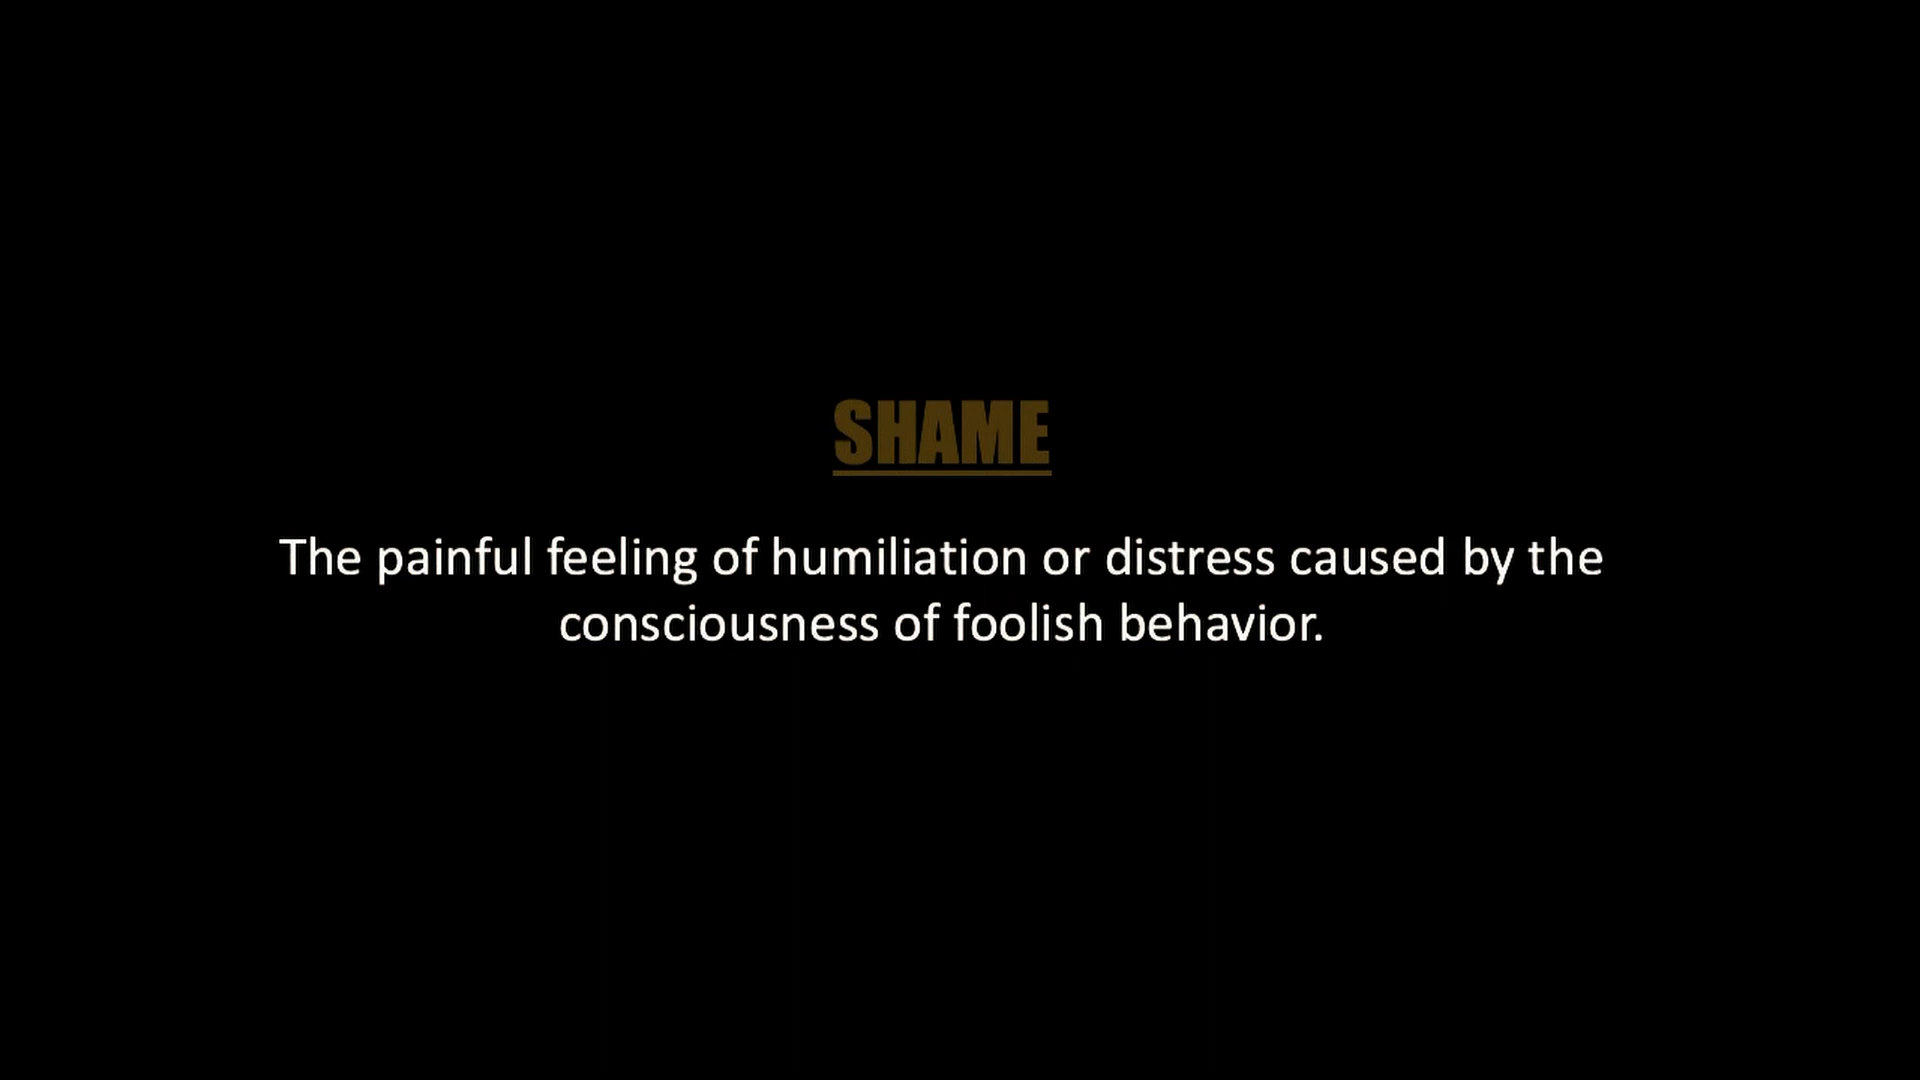 SHAME
The painful feeling of humiliation or distress caused by the
consciousness of foolish behavior.